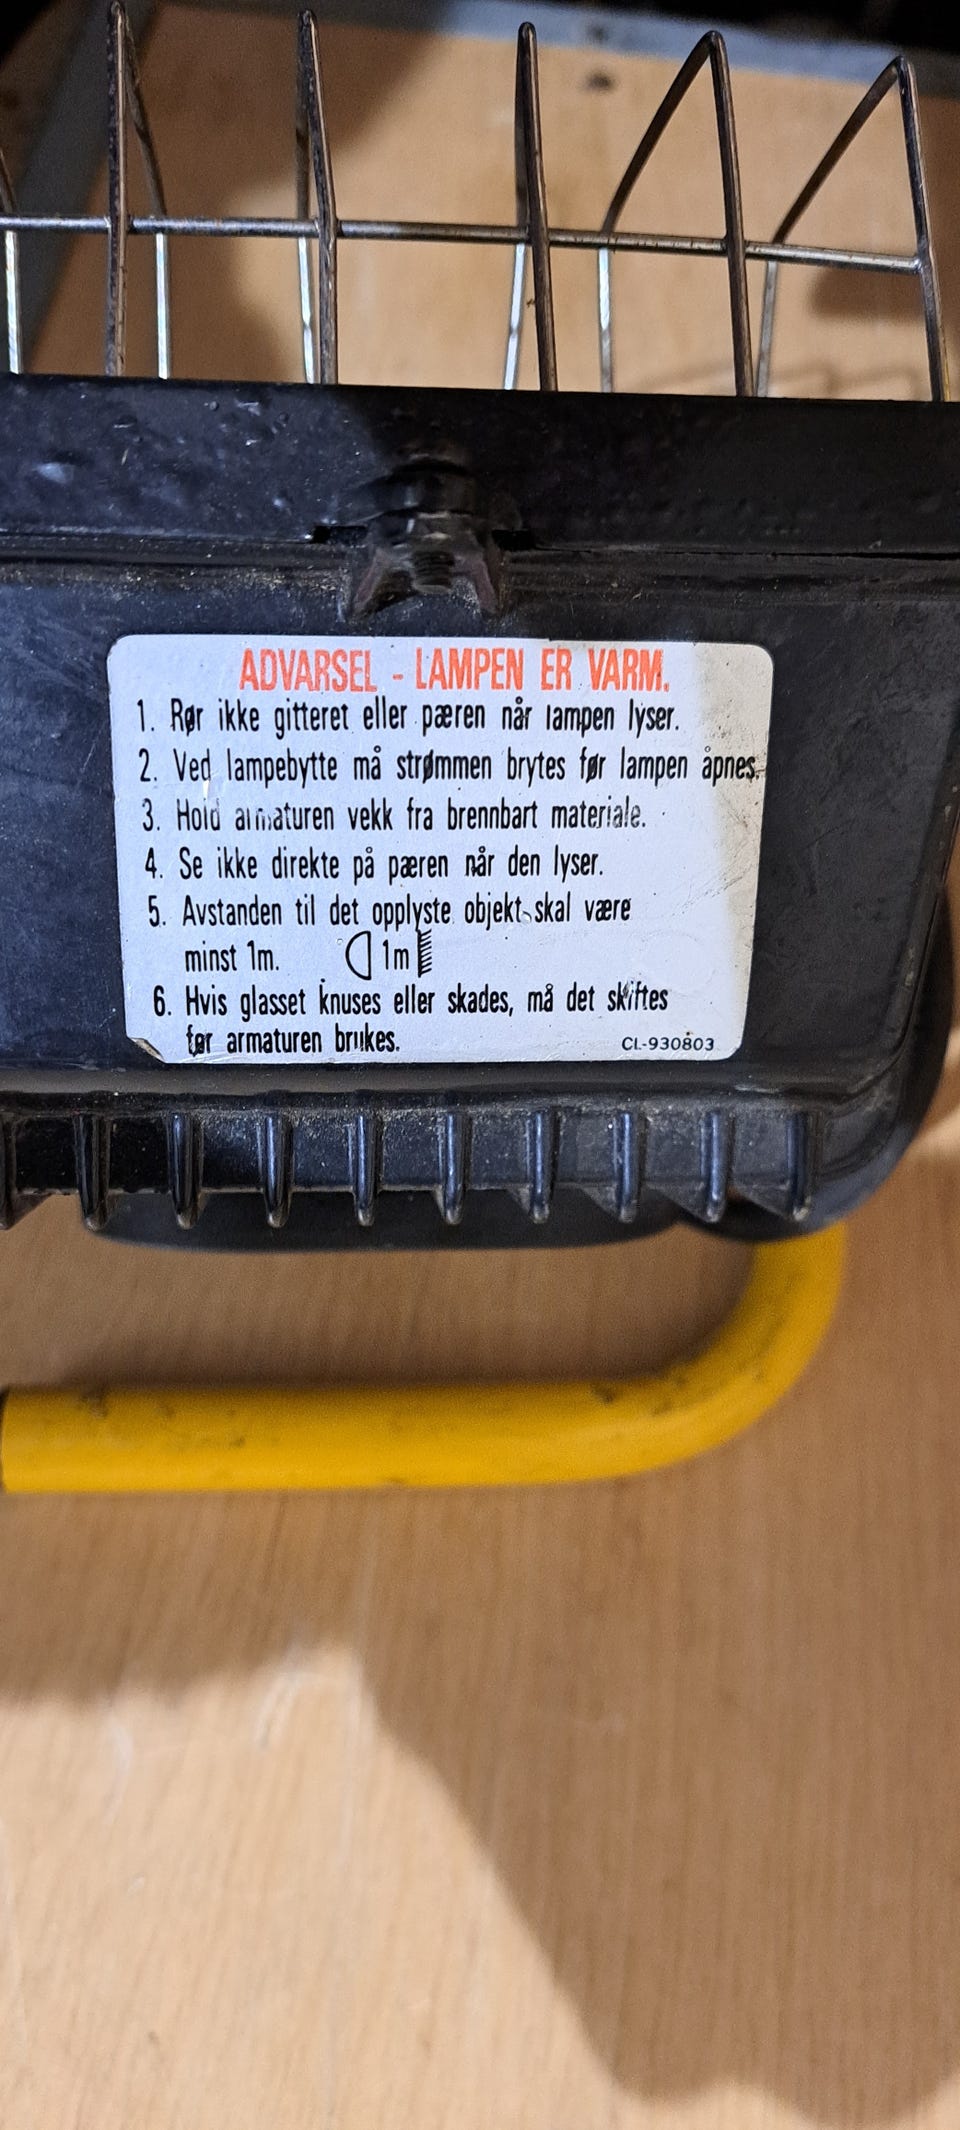 ADVARSEL - LAMPEN ER VARM.
1. Rør ikke gitteret eller pæren når lampen lyser.
2. Ved lampebytte må strømmen brytes før lampen åpnes.
3. Hold armaturen vekk fra brennbart materiale.
4. Se ikke direkte på pæren når den lyser.
5. Avstanden til det opplyste objekt skal være
minst 1m. 1m
6. Hvis glasset knuses eller skades, må det skiftes
før armaturen brukes.
CL-930803